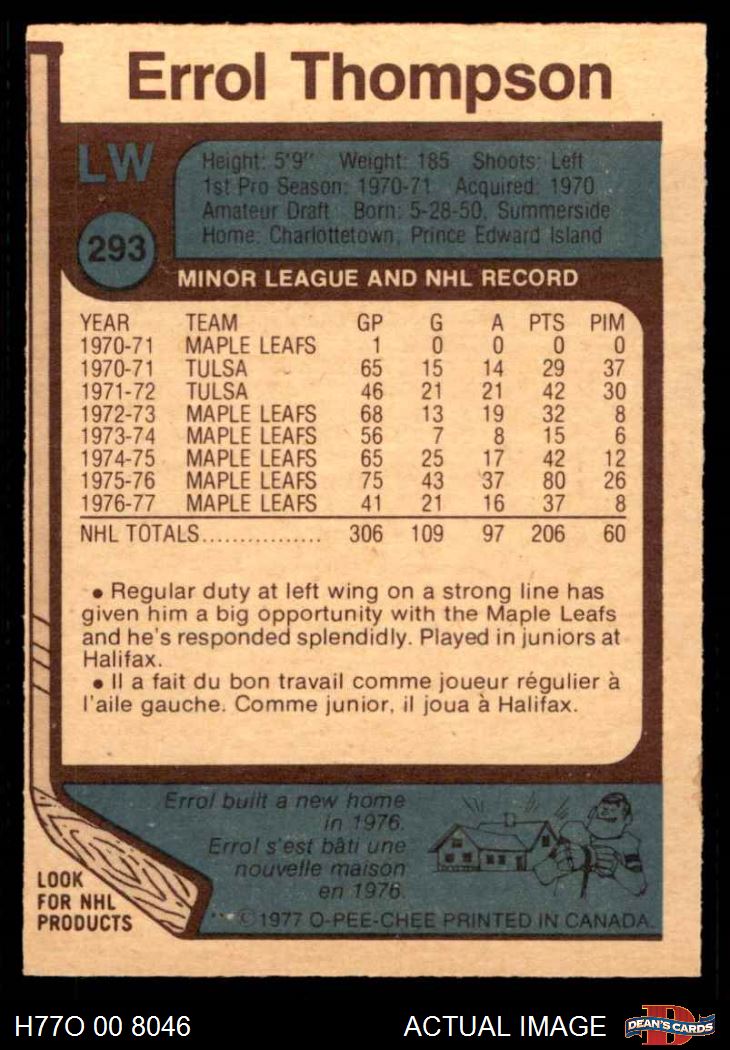 Errol Thompson
LW
Height: 5'9" Weight: 185 Shoots: Left
1st Pro Season: 1970-71 Acquired: 1970
Amateur Draft Born: 5-28-50, Summerside
Home: Charlottetown, Prince Edward Island
293
MINOR LEAGUE AND NHL RECORD
YEAR TEAM GP G A PTS PIM
1970-71 MAPLE LEAFS 1 0 0 0 0
1970-71 TULSA 65 15 14 29 37
1971-72 TULSA 46 21 21 42 30
1972-73 MAPLE LEAFS 68 13 19 32 8
1973-74 MAPLE LEAFS 56 7 8 15 6
1974-75 MAPLE LEAFS 65 25 17 42 12
1975-76 MAPLE LEAFS 75 43 37 80 26
1976-77 MAPLE LEAFS 41 21 16 37 8
NHL TOTALS................ 306 109 97 206 60
• Regular duty at left wing on a strong line has
given him a big opportunity with the Maple Leafs
and he's responded splendidly. Played in juniors at
Halifax.
• Il a fait du bon travail comme joueur régulier à
l'aile gauche. Comme junior, il joua à Halifax.
Errol built a new home
in 1976.
Errol s'est bâti une
nouvelle maison
en 1976.
LOOK
FOR NHL
PRODUCTS
** ©1977 O-PEE-CHEE PRINTED IN CANADA.
H77O 00 8046
ACTUAL IMAGE
D
DEAN'S CARDS